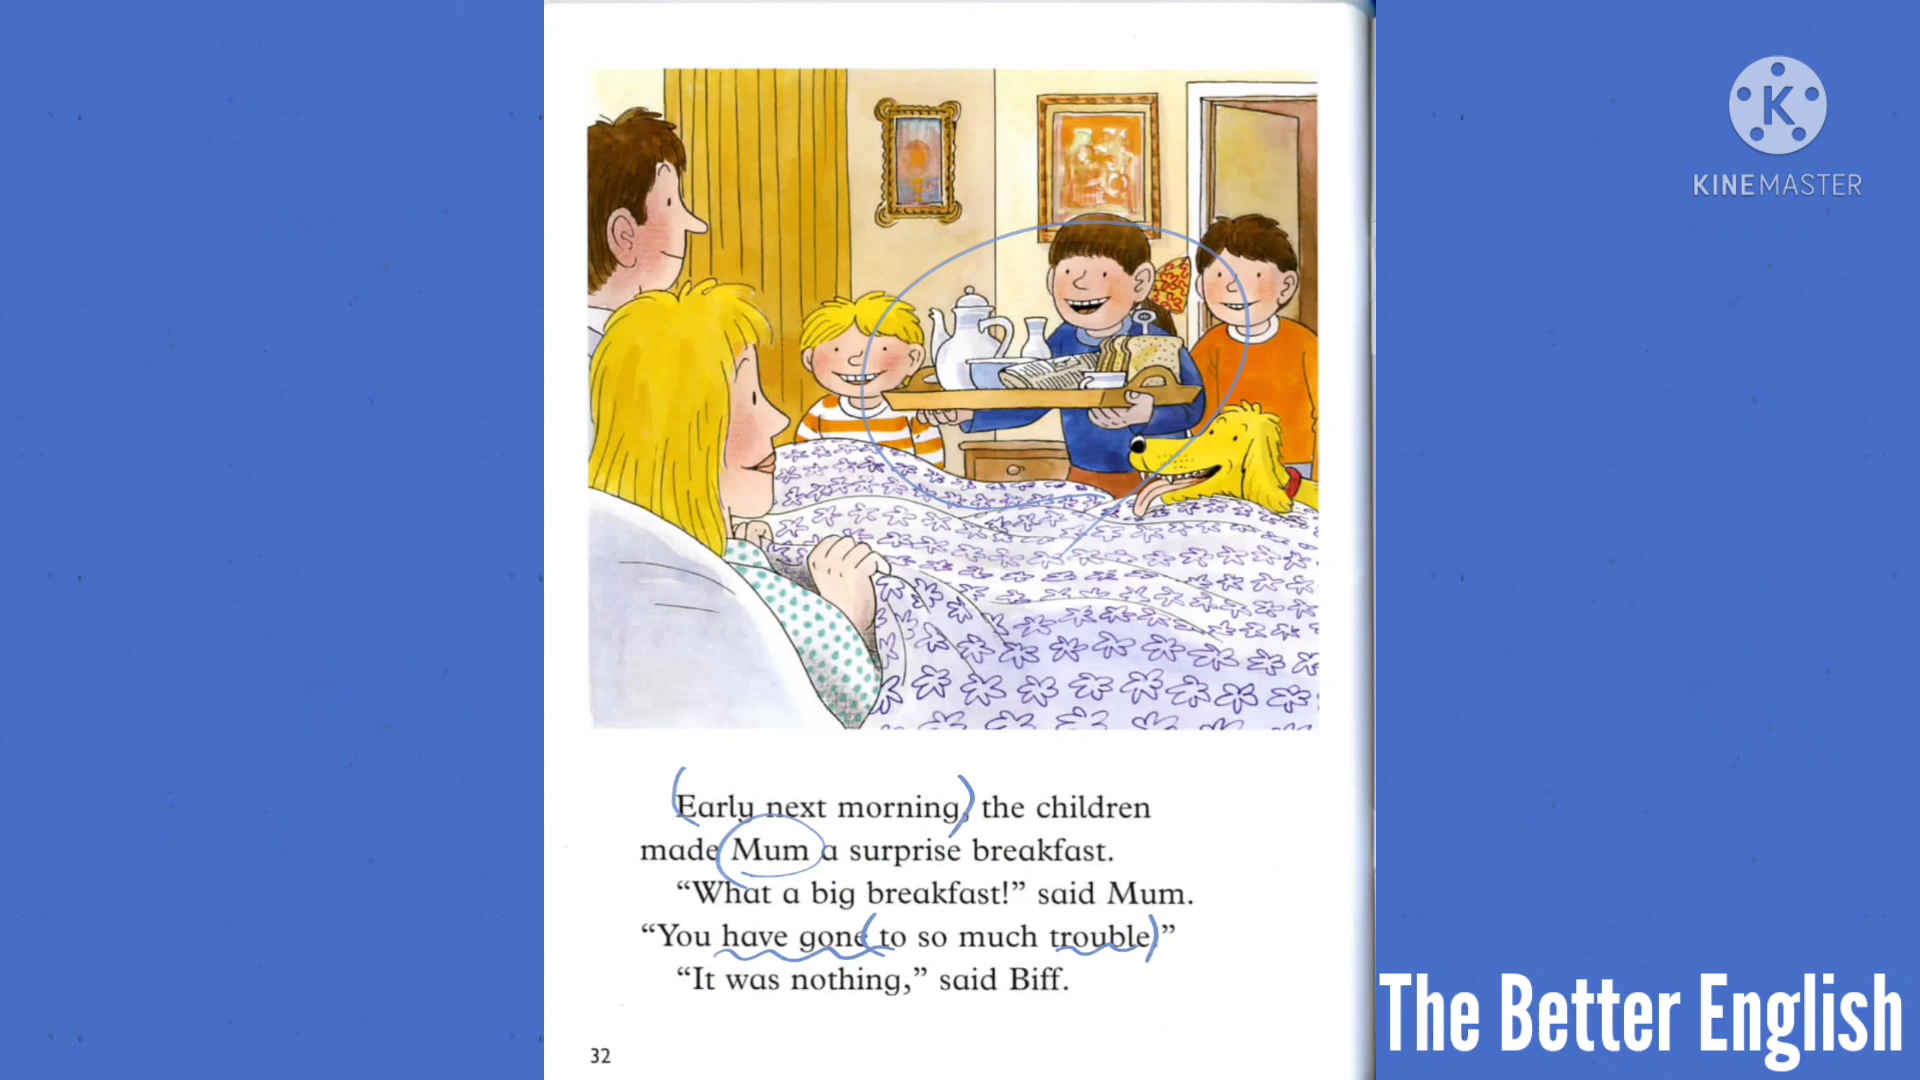 K
KINEMASTER
Early next morning, the children
made Mum a surprise breakfast.
“What a big breakfast!” said Mum.
“You have gone to so much trouble.”
“It was nothing,” said Biff.
32
The Better English